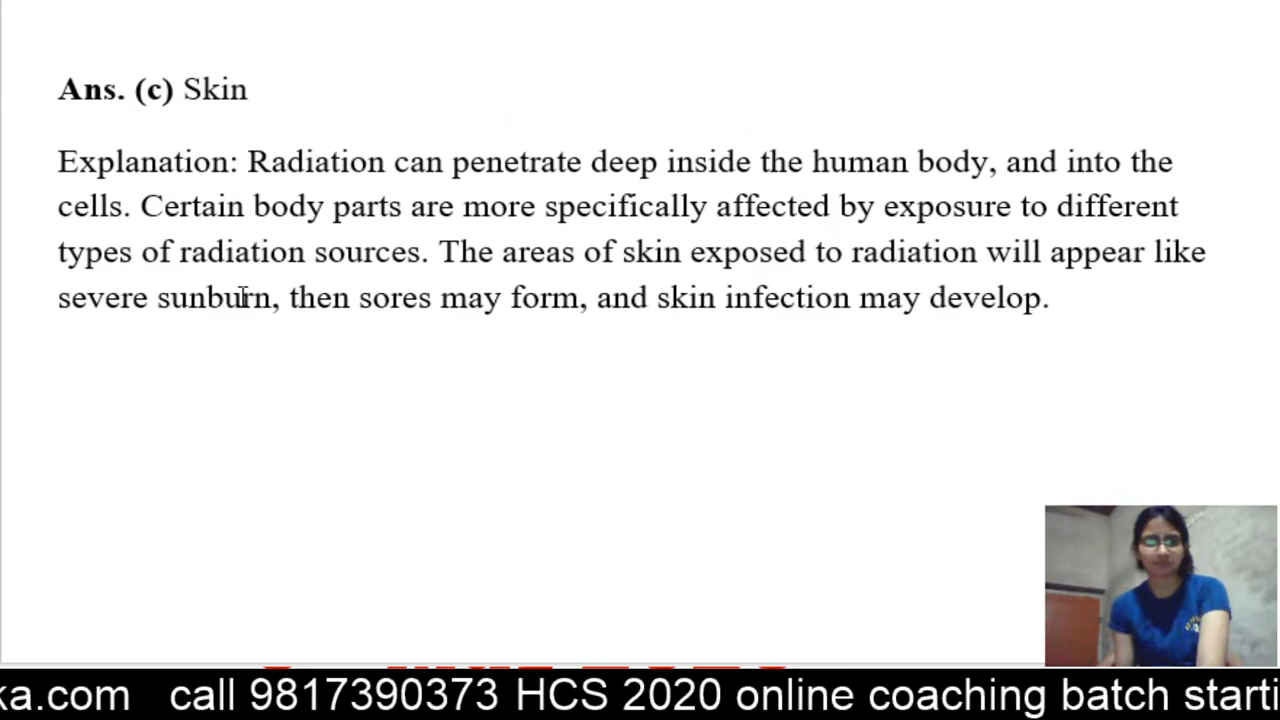 Ans. (c) Skin
Explanation: Radiation can penetrate deep inside the human body, and into the
cells. Certain body parts are more specifically affected by exposure to different
types of radiation sources. The areas of skin exposed to radiation will appear like
severe sunburn, then sores may form, and skin infection may develop.
ka.com call 9817390373 HCS 2020 online coaching batch starti